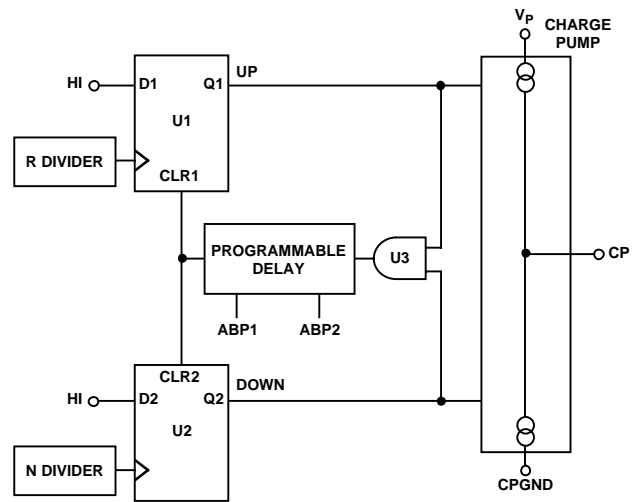 VP
CHARGE
PUMP
HI
D1
Q1
UP
U1
R DIVIDER
CLR1
PROGRAMMABLE
DELAY
U3
CP
ABP1
ABP2
CLR2
DOWN
HI
D2
Q2
U2
N DIVIDER
CPGND